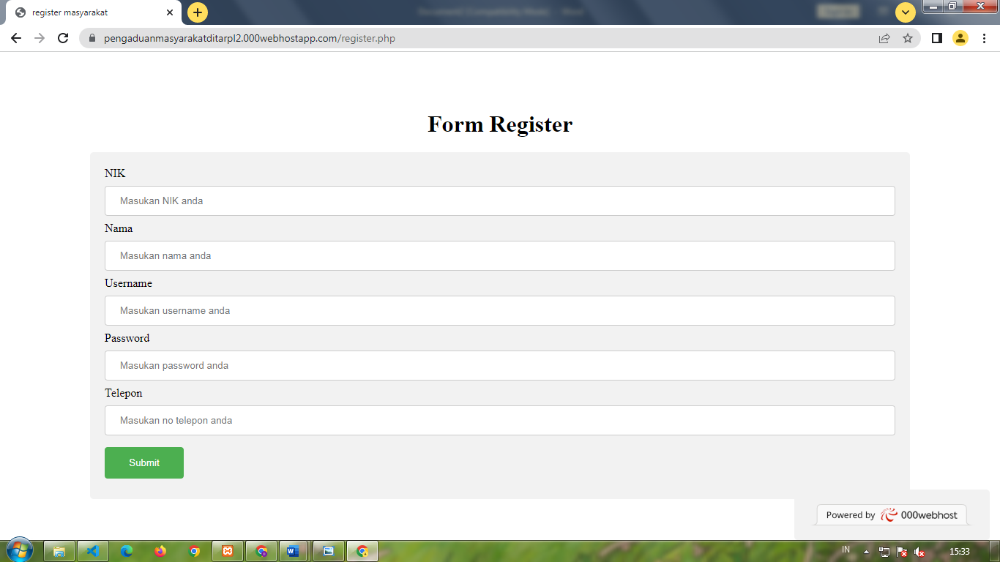 register masyarakat
pengaduanmasyarakatditarpl2.000webhostapp.com/register.php
Form Register
NIK
Masukan NIK anda
Nama
Masukan nama anda
Username
Masukan username anda
Password
Masukan password anda
Telepon
Masukan no telepon anda
Submit
Powered by 000webhost
IN
15:33